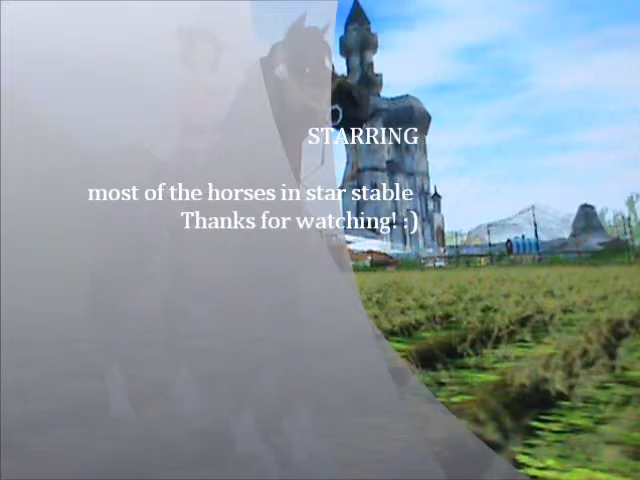 STARRING
most of the horses in star stable
Thanks for watching! :)